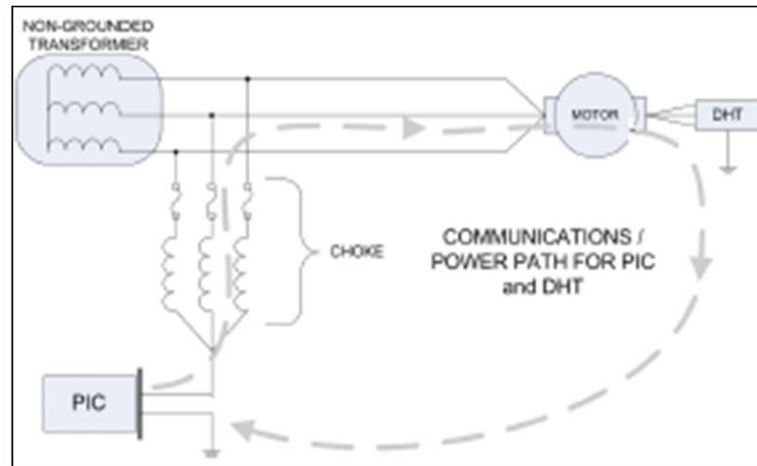 NON-GROUNDED
TRANSFORMER
MOTOR
DHT
CHOKE
COMMUNICATIONS /
POWER PATH FOR PIC
and DHT
PIC